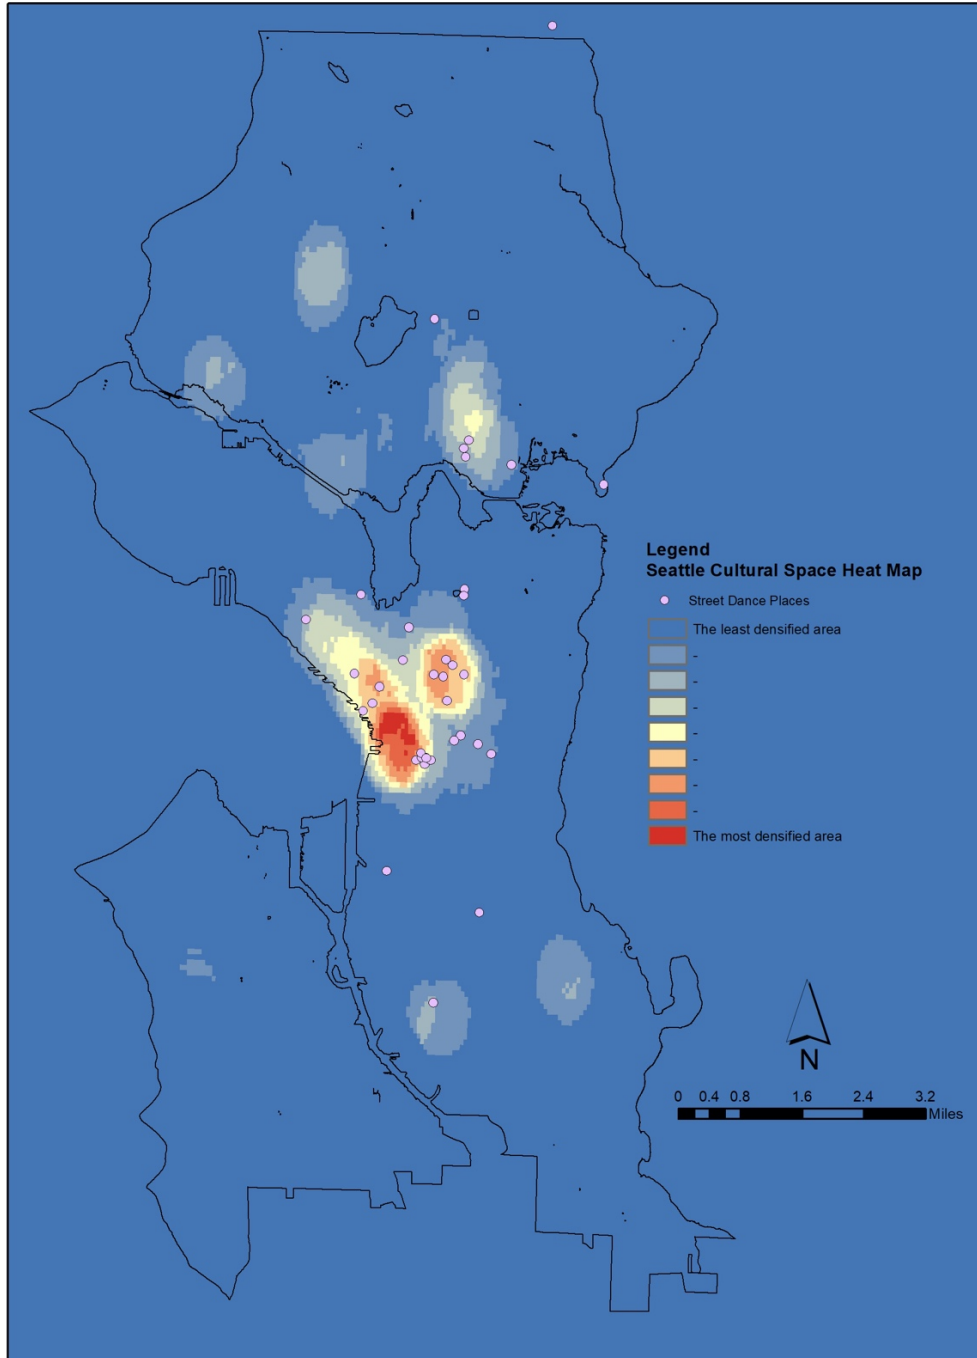 Legend
Seattle Cultural Space Heat Map
Street Dance Places
The least densified area
-
-
-
-
-
-
-
The most densified area
N
0 0.4 0.8 1.6 2.4 3.2
Miles